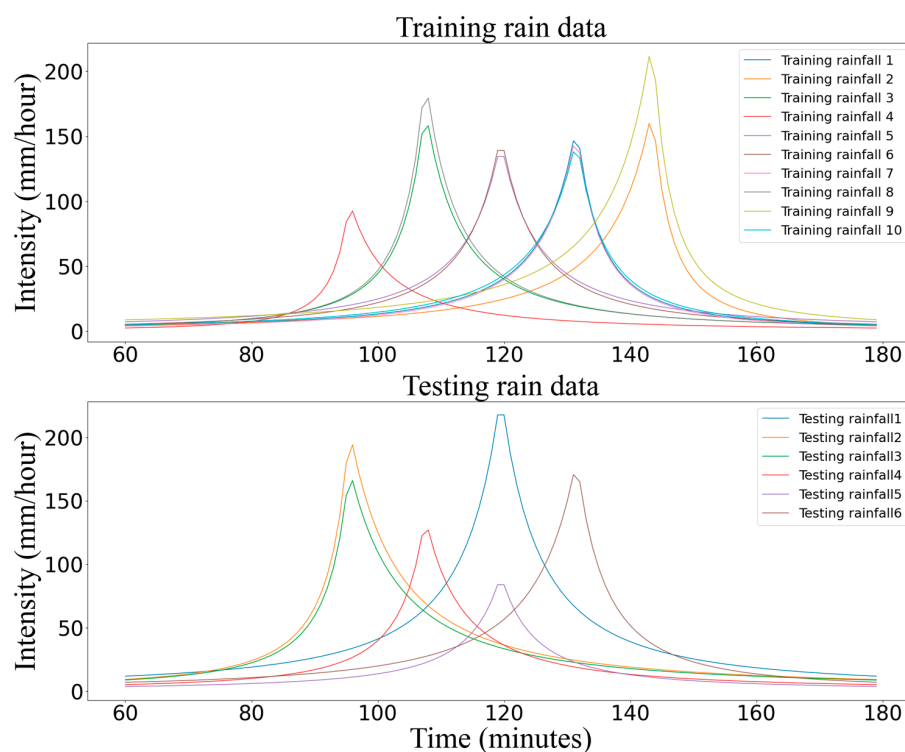 Training rain data
Intensity (mm/hour)
200
150
100
50
0
60
80
100
120
140
160
180
Training rainfall 1
Training rainfall 2
Training rainfall 3
Training rainfall 4
Training rainfall 5
Training rainfall 6
Training rainfall 7
Training rainfall 8
Training rainfall 9
Training rainfall 10
Testing rain data
Intensity (mm/hour)
200
150
100
50
0
60
80
100
120
140
160
180
Testing rainfall1
Testing rainfall2
Testing rainfall3
Testing rainfall4
Testing rainfall5
Testing rainfall6
Time (minutes)